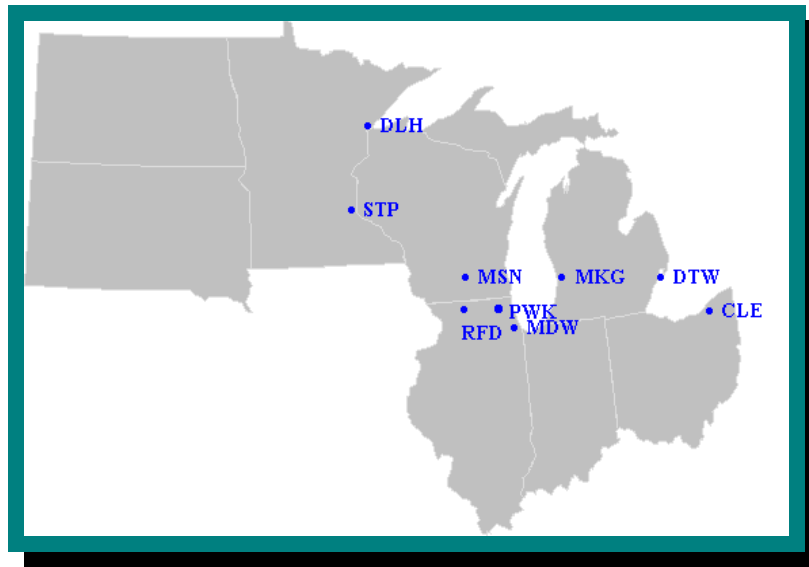 DLH
STP
MSN
MKG
DTW
PWK
CLE
RFD
MDW